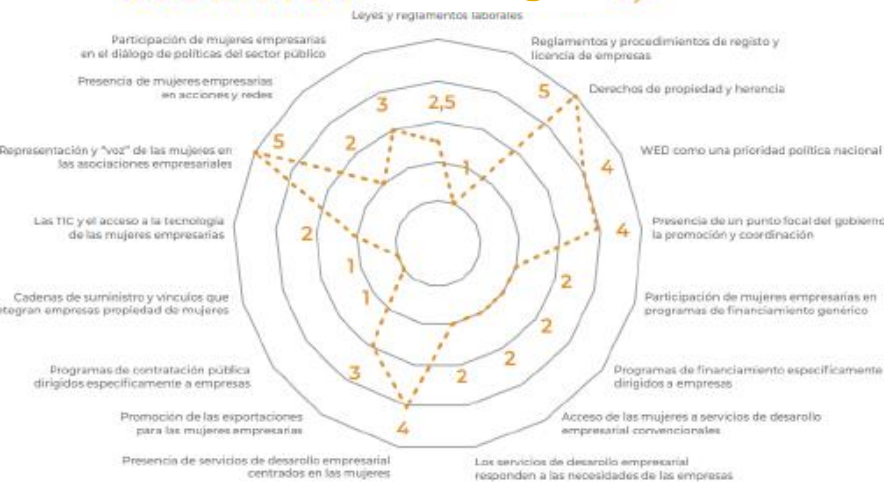 Leyes y reglamentos laborales
Participación de mujeres empresarias
en el diálogo de políticas del sector público
Reglamentos y procedimientos de registo y
licencia de empresas
Presencia de mujeres empresarias
en acciones y redes
Derechos de propiedad y herencia
3
2,5
5
Representación y "voz" de las mujeres en
las asociaciones empresariales
5
2
1
4
WED como una prioridad política nacional
Las TIC y el acceso a la tecnología
de las mujeres empresarias
2
4
Presencia de un punto focal del gobierno
la promoción y coordinación
1
2
Cadenas de suministro y vínculos que
integran empresas propiedad de mujeres
1
2
Participación de mujeres empresarias en
programas de financiamiento genérico
Programas de contratación pública
dirigidos específicamente a empresas
3
2
2
Programas de financiamiento específicamente
dirigidos a empresas
Promoción de las exportaciones
para las mujeres empresarias
4
Acceso de las mujeres a servicios de desarollo
empresarial convencionales
Presencia de servicios de desarollo empresarial
centrados en las mujeres
Los servicios de desarollo empresarial
responden a las necesidades de las empresas